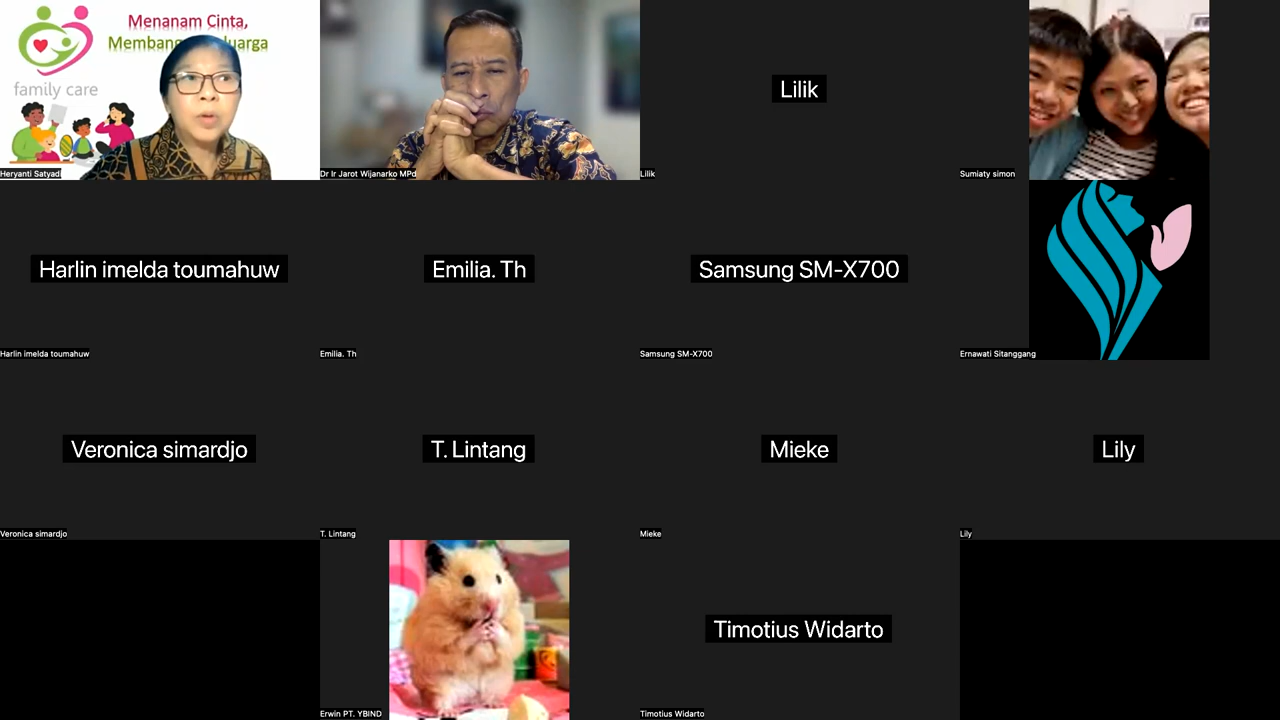 Menanam Cinta,
family care
Heryanti Satyadi
Dr Ir Jarot Wijanarko MPd
Lilik
Lilik
Sumiaty simon
Harlin imelda toumahuw
Harlin imelda toumahuw
Emilia. Th
Emilia. Th
Samsung SM-X700
Samsung SM-X700
Ernawati Sitanggang
Veronica simardjo
Veronica simardjo
T. Lintang
T. Lintang
Mieke
Mieke
Lily
Lily
Erwin PT. YBIND
Timotius Widarto
Timotius Widarto